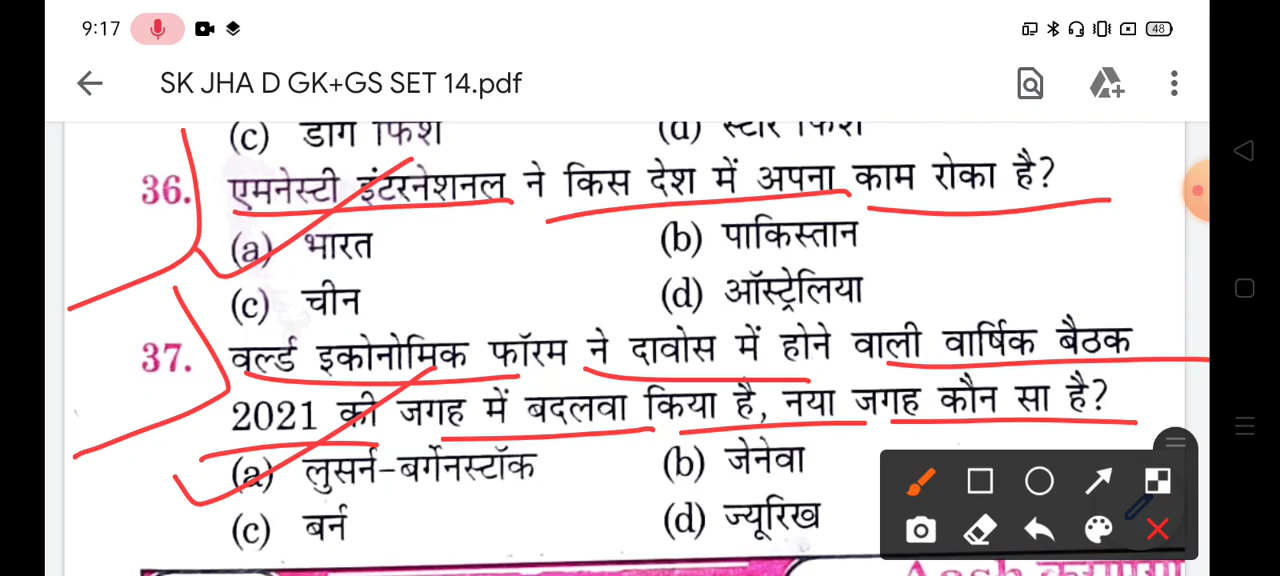 9:17
48
SK JHA D GK+GS SET 14.pdf
(c) डाग फिश (d) स्टार फिश
36. एमनेस्टी इंटरनेशनल ने किस देश में अपना काम रोका है?
(a) भारत (b) पाकिस्तान
(c) चीन (d) ऑस्ट्रेलिया
37. वर्ल्ड इकोनोमिक फॉरम ने दावोस में होने वाली वार्षिक बैठक
2021 की जगह में बदलवा किया है, नया जगह कौन सा है?
(a) लुसर्न-बर्गेनस्टॉक (b) जेनेवा
(c) बर्न (d) ज्यूरिख